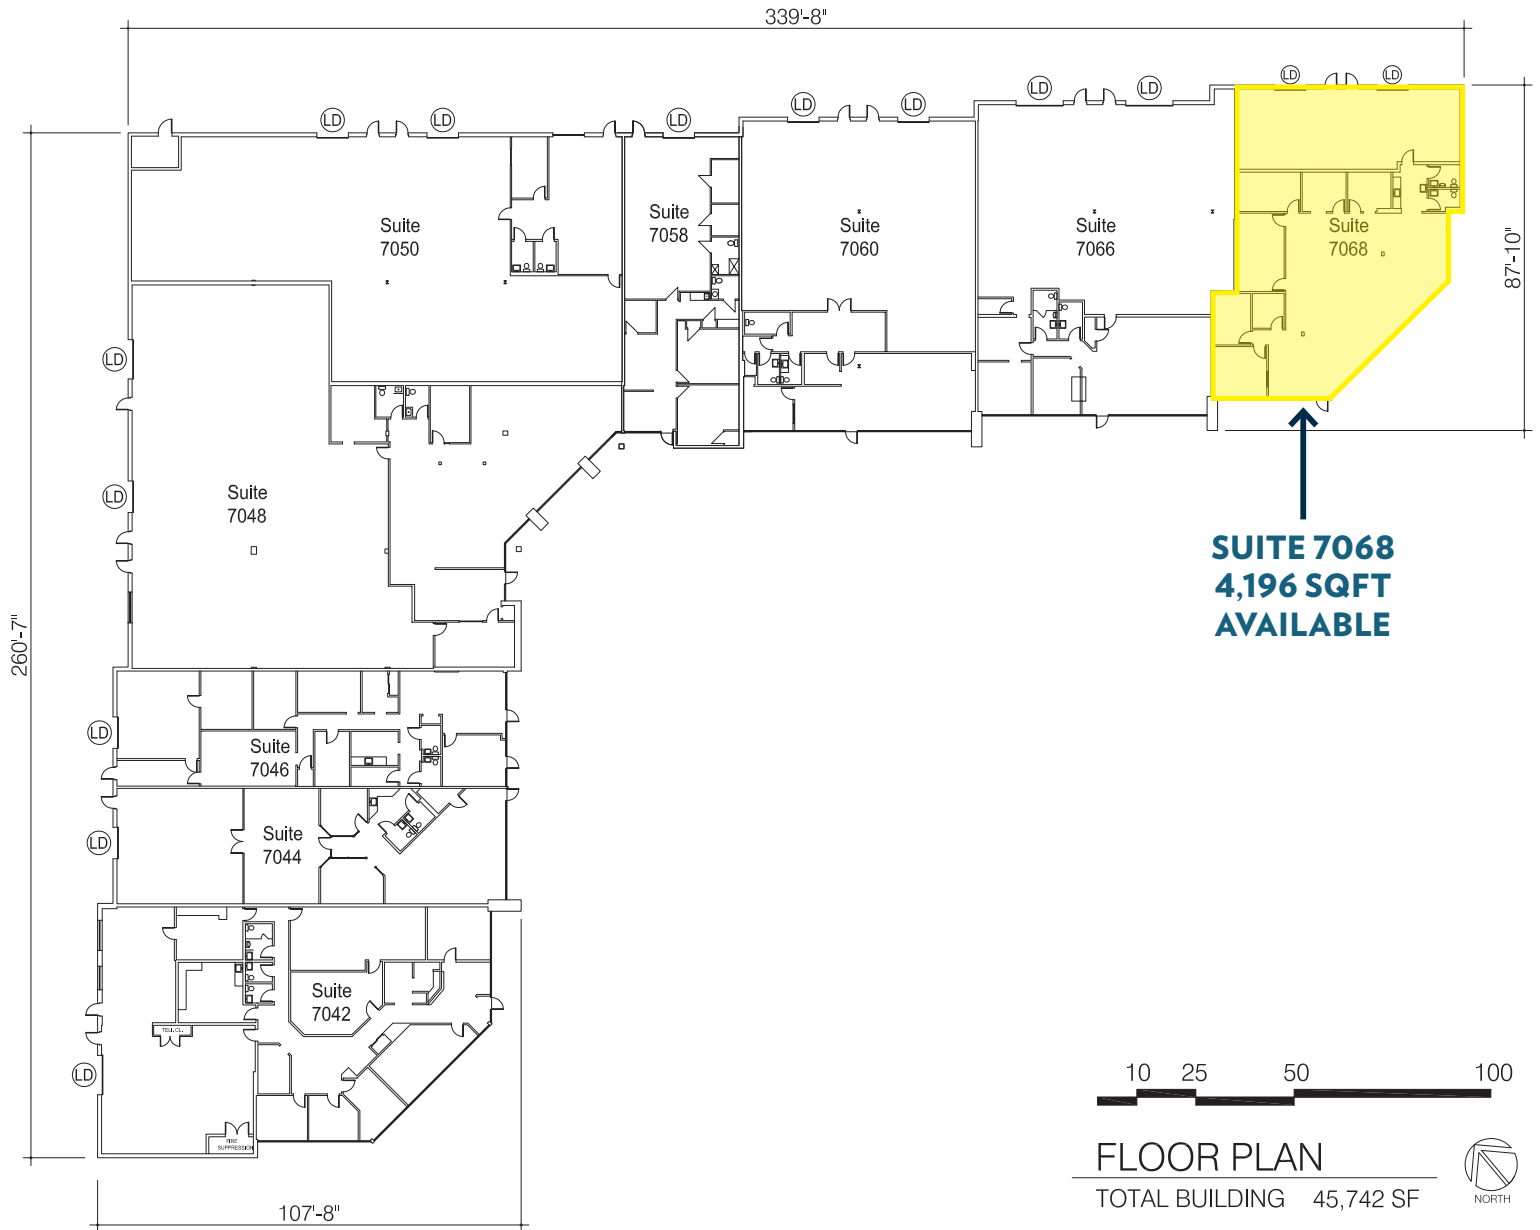 339'-8"
LD
LD
LD
LD
LD
LD
LD
LD
LD
Suite
7050
Suite
7058
Suite
7060
Suite
7066
Suite
7068
87'-10"
LD
LD
Suite
7048
SUITE 7068
4,196 SQFT
AVAILABLE
260'-7"
LD
Suite
7046
LD
Suite
7044
Suite
7042
TELE. CL.
LD
FIRE
SUPPRESSION
107'-8"
10 25 50 100
FLOOR PLAN
TOTAL BUILDING 45,742 SF
NORTH